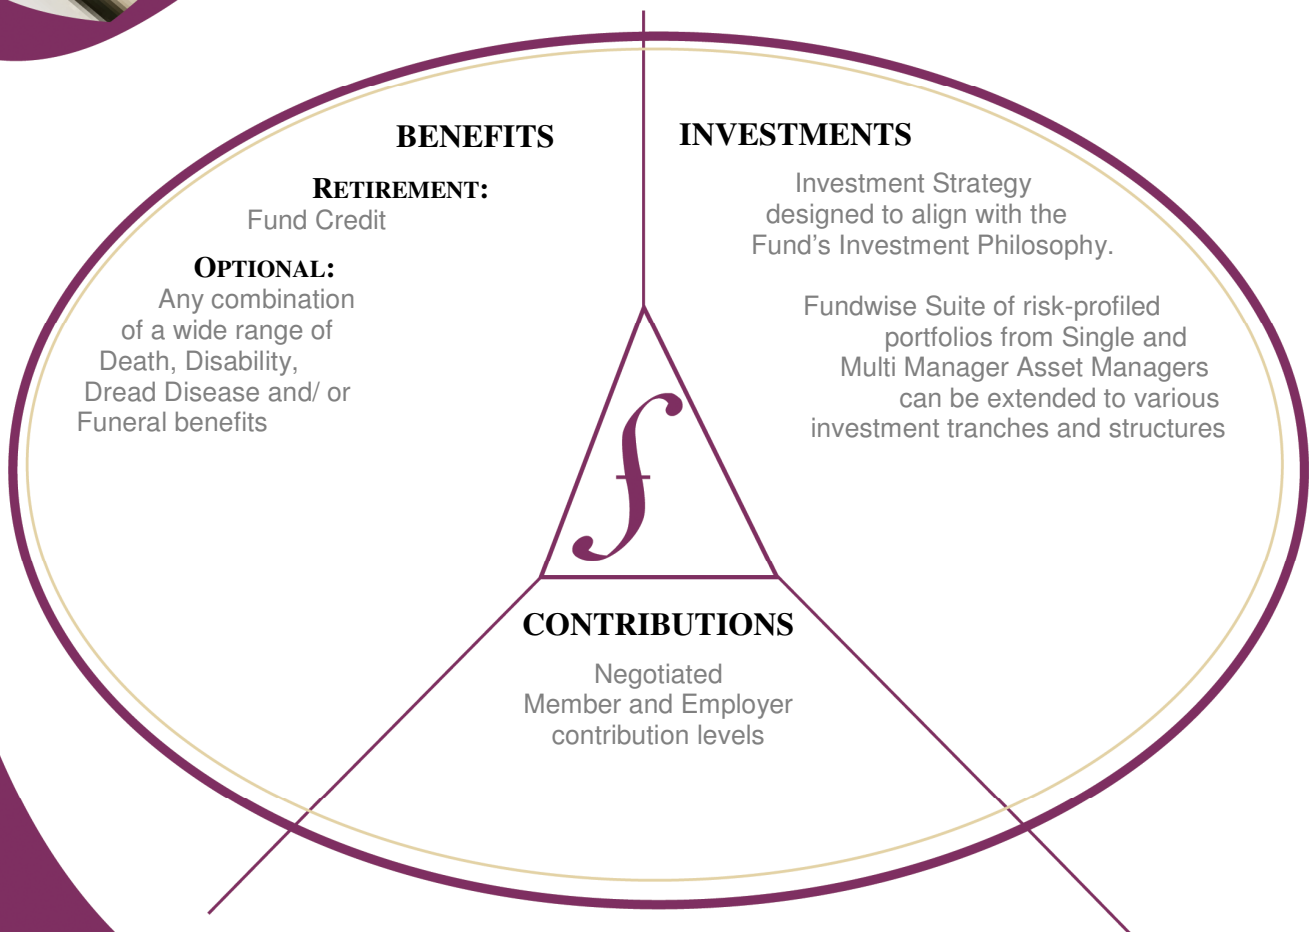 BENEFITS
RETIREMENT:
Fund Credit
OPTIONAL:
Any combination
of a wide range of
Death, Disability,
Dread Disease and/ or
Funeral benefits
INVESTMENTS
Investment Strategy
designed to align with the
Fund's Investment Philosophy.
Fundwise Suite of risk-profiled
portfolios from Single and
Multi Manager Asset Managers
can be extended to various
investment tranches and structures
f
CONTRIBUTIONS
Negotiated
Member and Employer
contribution levels